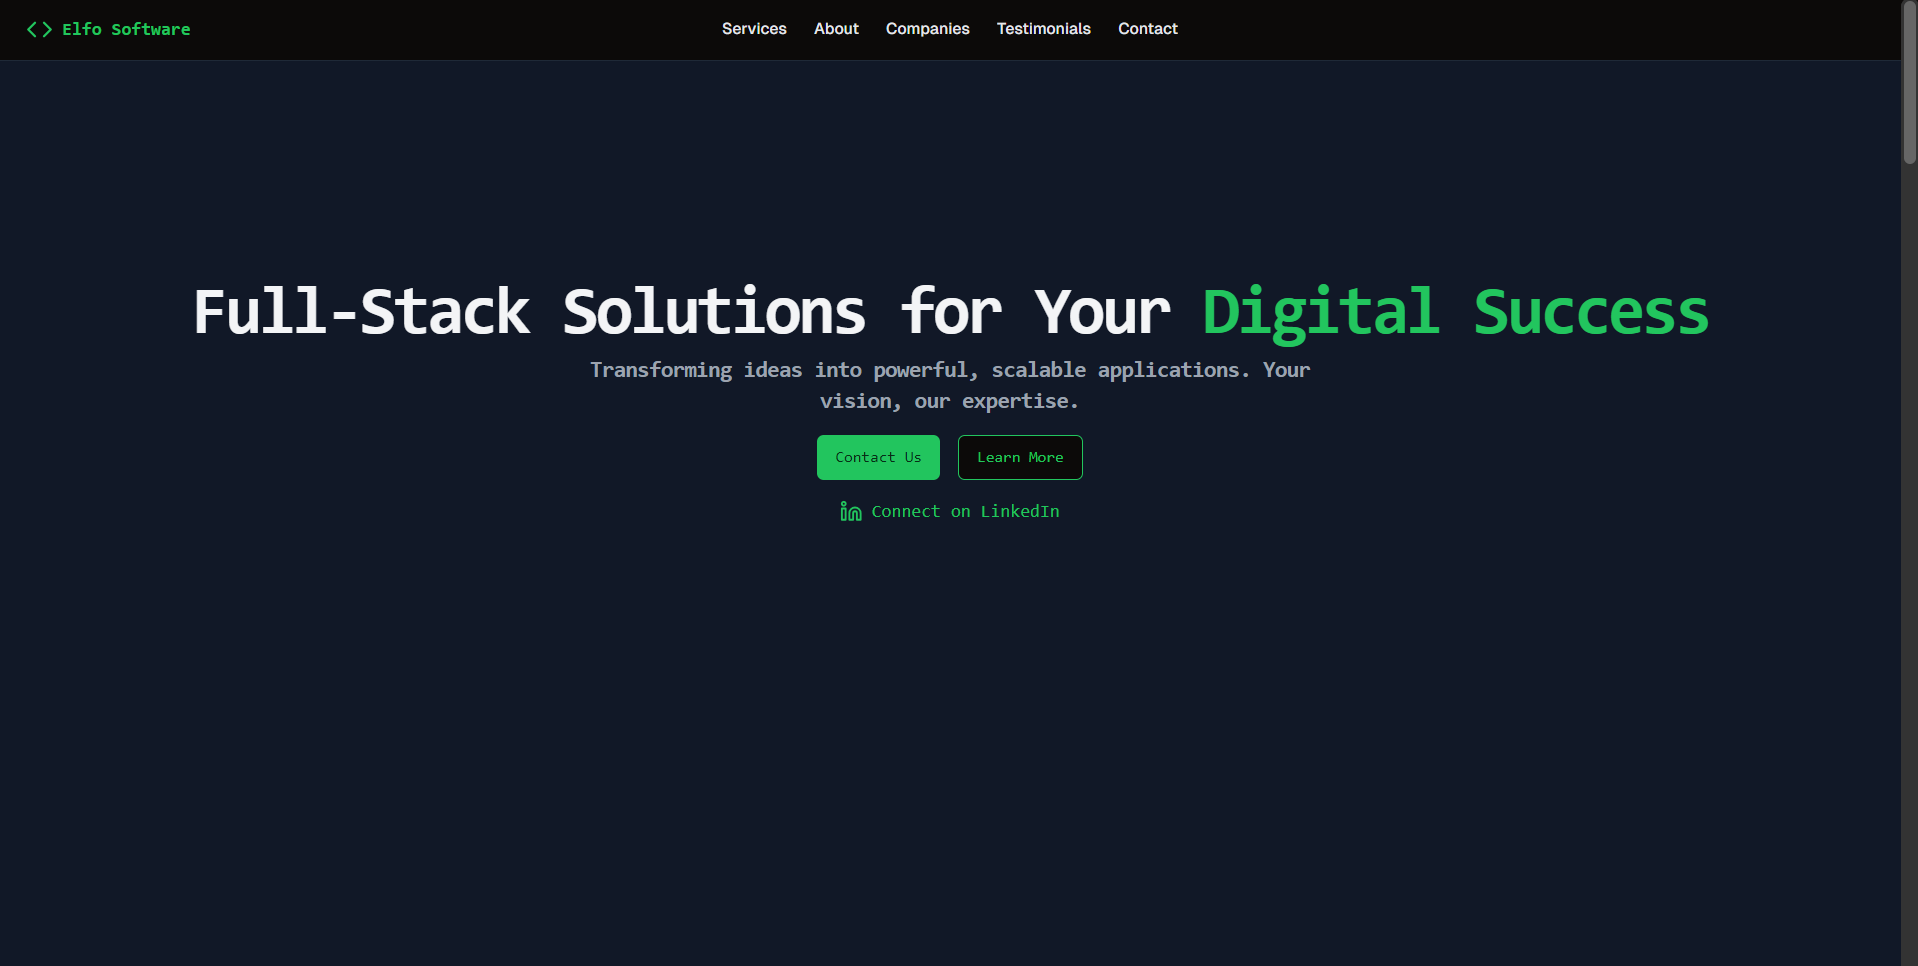 Elfo Software
Services About Companies Testimonials Contact
Full-Stack Solutions for Your Digital Success
Transforming ideas into powerful, scalable applications. Your
vision, our expertise.
Contact Us Learn More
Connect on LinkedIn